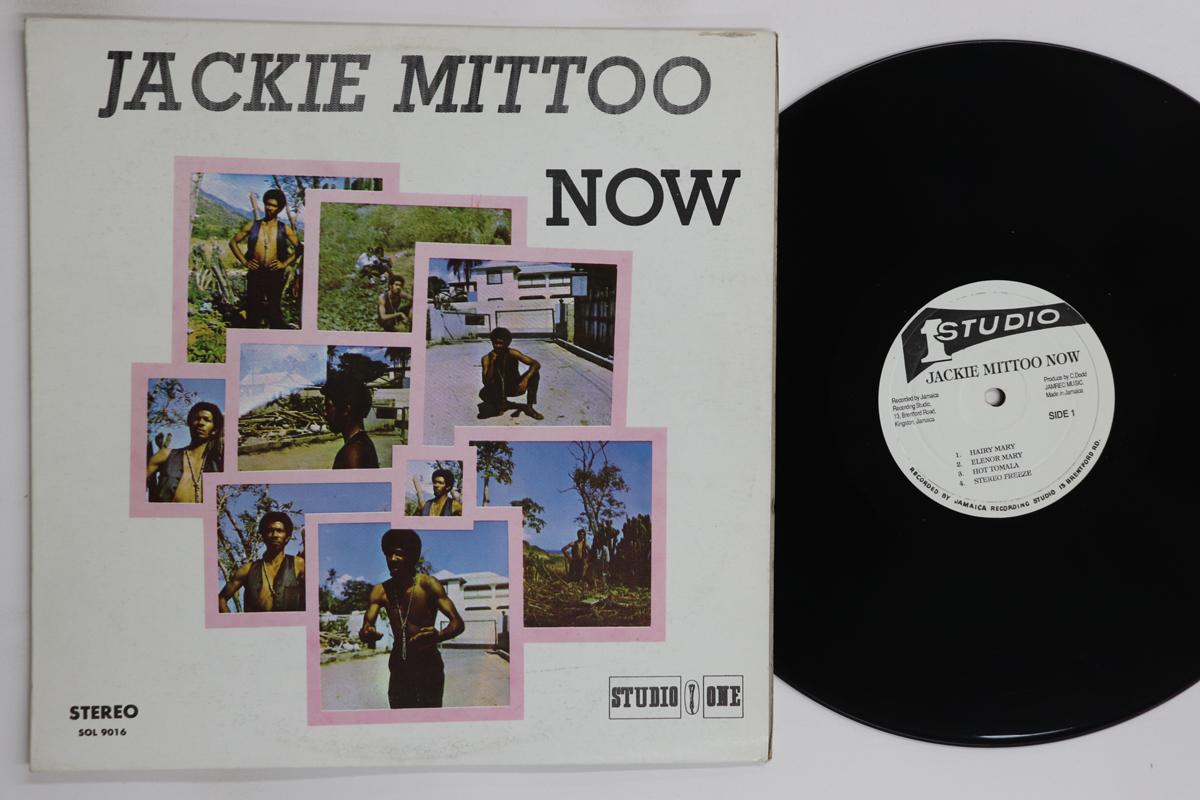 JACKIE MITTOO
NOW
STEREO
SOL 9016
STUDIO ONE
1 STUDIO
JACKIE MITTOO NOW
Recorded by Jamaica
Recording Studio,
13, Brentford Road,
Kingston, Jamaica
Produce by C.Dodd
JAMREC MUSIC.
Made in Jamaica.
SIDE 1
1. HAIRY MARY
2. ELENOR MARY
3. HOT TOMALA
4. STEREO FREEZE
RECORDED BY JAMAICA RECORDING STUDIO 13 BRENTFORD RD.